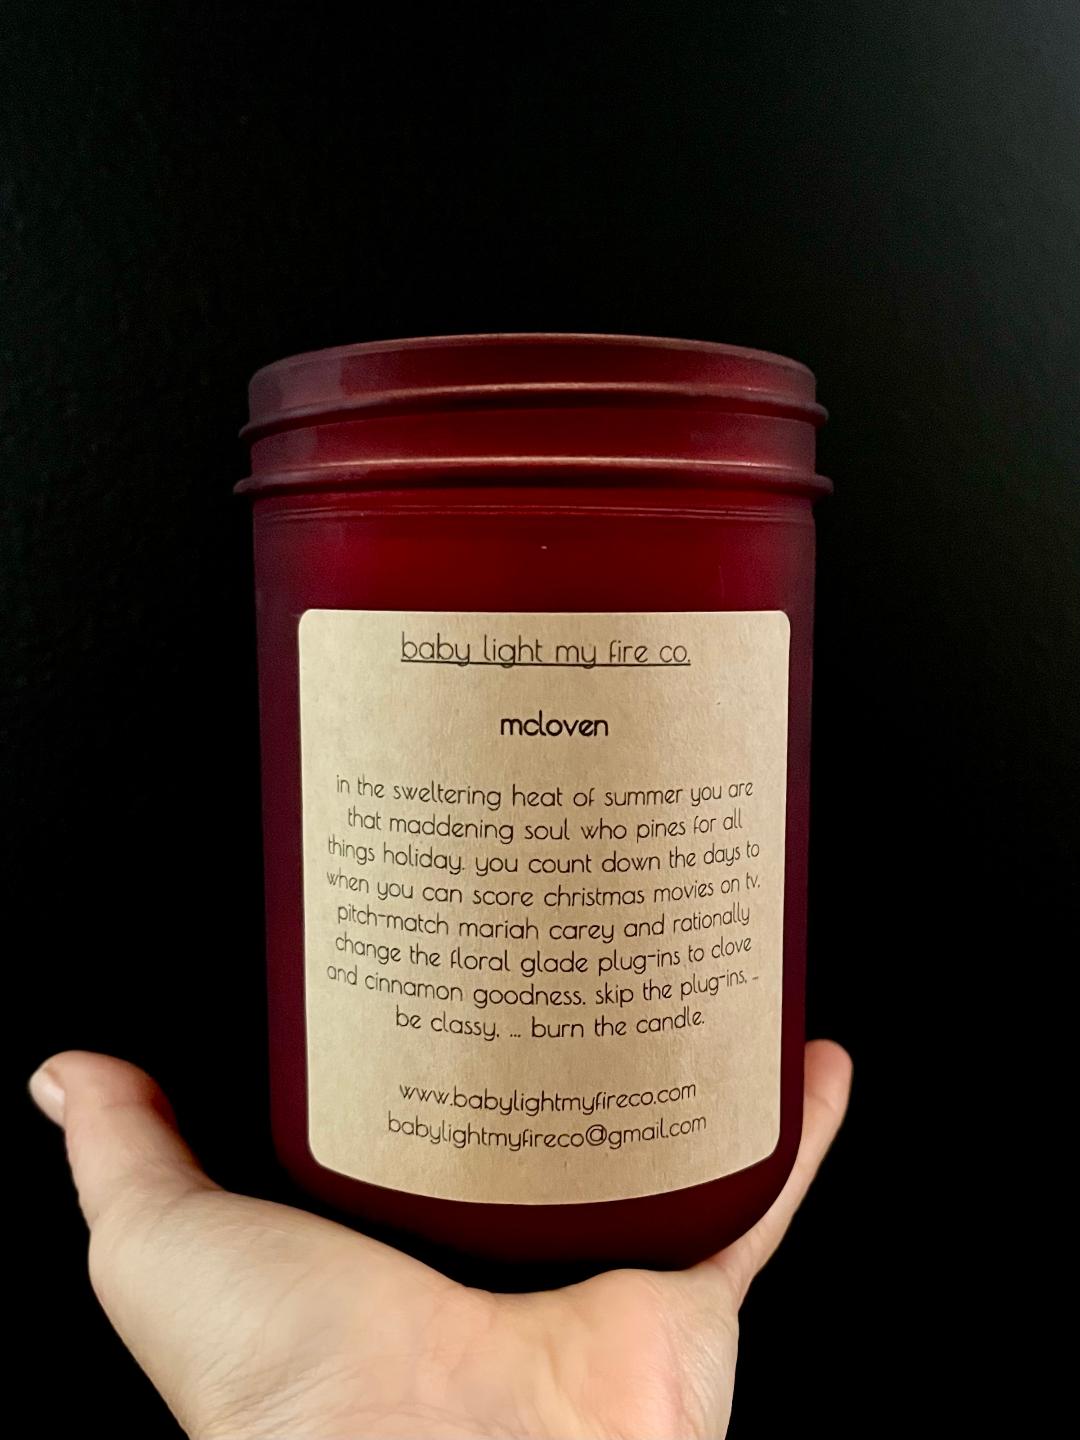 baby light my fire co.
mcloven
in the sweltering heat of summer you are
that maddening soul who pines for all
things holiday. you count down the days to
when you can score christmas movies on tv,
pitch-match mariah carey and rationally
change the floral glade plug-ins to clove
and cinnamon goodness. skip the plug-ins, ...
be classy, ... burn the candle.
www.babylightmyfireco.com
babylightmyfireco@gmail.com